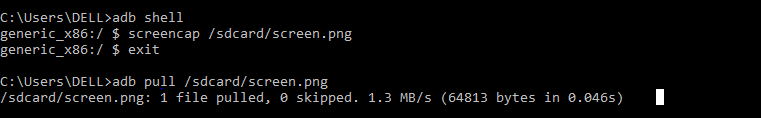 C:\Users\DELL>adb shell
generic_x86:/ $ screencap /sdcard/screen.png
generic_x86:/ $ exit
C:\Users\DELL>adb pull /sdcard/screen.png
/sdcard/screen.png: 1 file pulled, 0 skipped. 1.3 MB/s (64813 bytes in 0.046s)